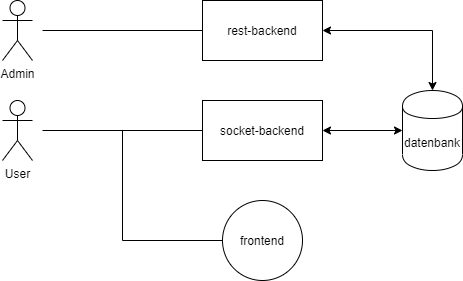 rest-backend
Admin
socket-backend
datenbank
User
frontend